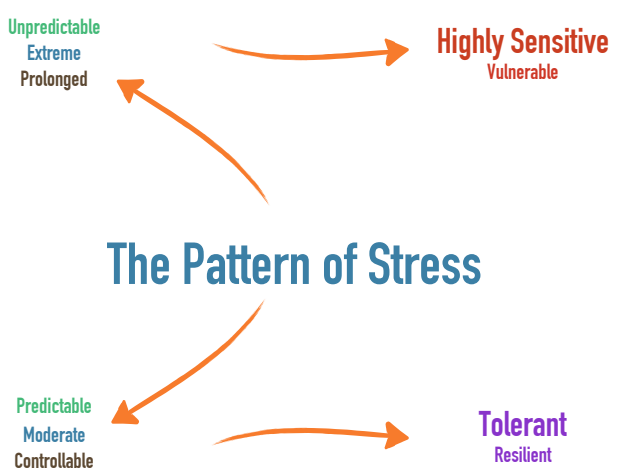 Unpredictable
Extreme
Prolonged
Highly Sensitive
Vulnerable
The Pattern of Stress
Predictable
Moderate
Controllable
Tolerant
Resilient